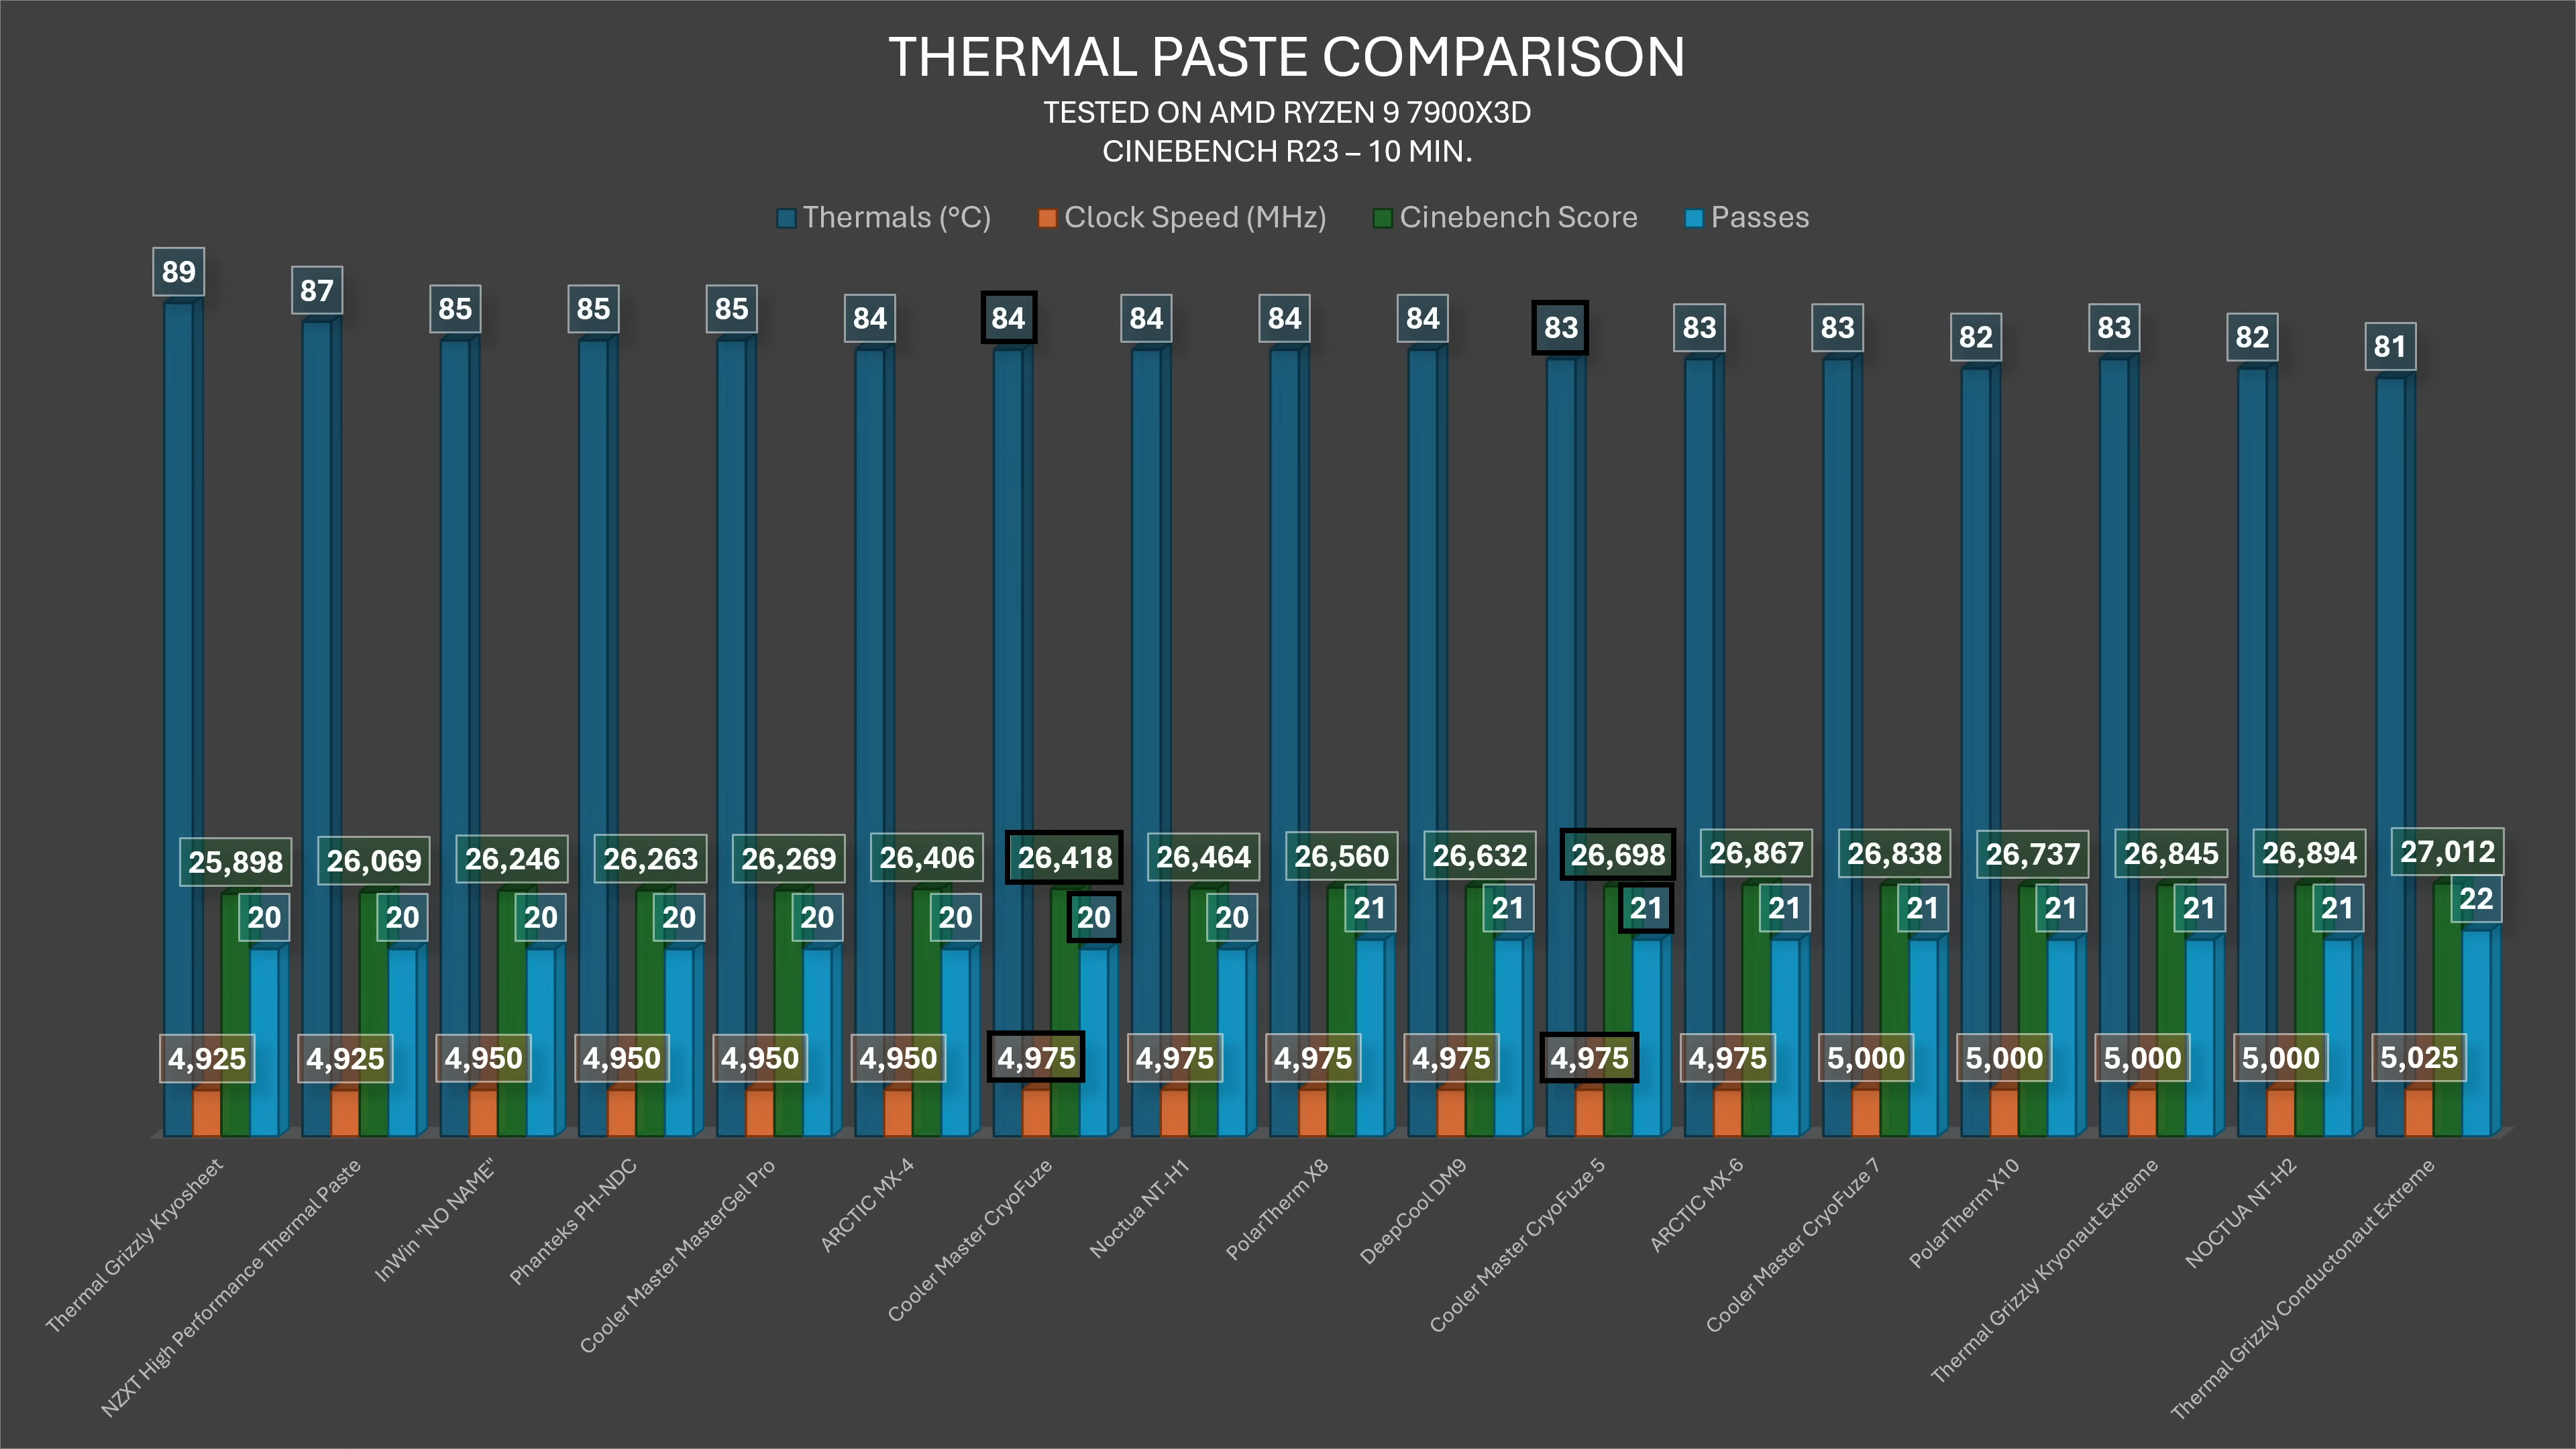 THERMAL PASTE COMPARISON
TESTED ON AMD RYZEN 9 7900X3D
CINEBENCH R23 – 10 MIN.
Thermals (°C) Clock Speed (MHz) Cinebench Score Passes
89 87 85 85 85 84 84 84 84 84 83 83 83 82 83 82 81
25,898 26,069 26,246 26,263 26,269 26,406 26,418 26,464 26,560 26,632 26,698 26,867 26,838 26,737 26,845 26,894 27,012
20 20 20 20 20 20 20 20 21 21 21 21 21 21 21 21 22
4,925 4,925 4,950 4,950 4,950 4,950 4,975 4,975 4,975 4,975 4,975 4,975 5,000 5,000 5,000 5,000 5,025
Thermal Grizzly Kryosheet
NZXT High Performance Thermal Paste
InWin "NO NAME"
Phanteks PH-NDC
Cooler Master MasterGel Pro
ARCTIC MX-4
Cooler Master CryoFuze
Noctua NT-H1
PolarTherm X8
DeepCool DM9
Cooler Master CryoFuze 5
ARCTIC MX-6
Cooler Master CryoFuze 7
PolarTherm X10
Thermal Grizzly Kryonaut Extreme
NOCTUA NT-H2
Thermal Grizzly Conductonaut Extreme